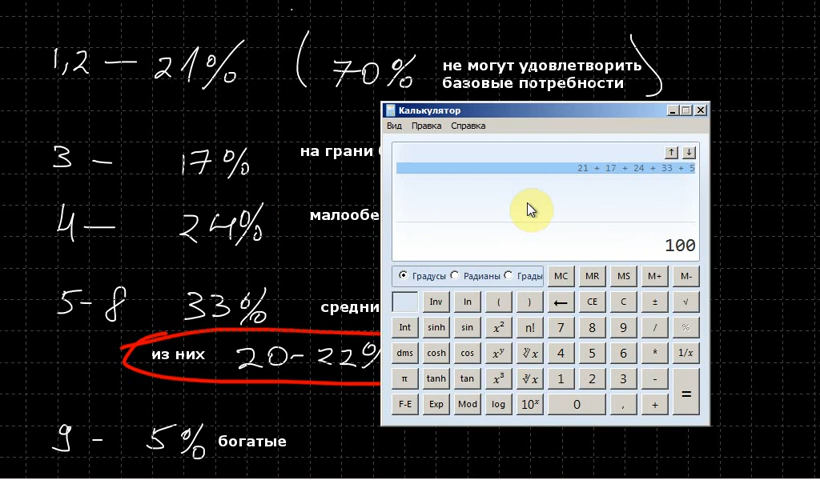 1,2 — 21% ( 70% не могут удовлетворить базовые потребности )
3 — 17% на грани
4 — 24%
5-8 33%
из них 20-22%
9 - 5% богатые
Калькулятор
Вид Правка Справка
↑ ↓
21 + 17 + 24 + 33 + 5
100
Градусы Радианы Грады MC MR MS M+ M-
Inv ln ( ) ← CE C ± √
Int sinh sin x² n! 7 8 9 / %
dms cosh cos xʸ ʸ√x 4 5 6 * 1/x
π tanh tan x³ ³√x 1 2 3 - =
F-E Exp Mod log 10ˣ 0 , +